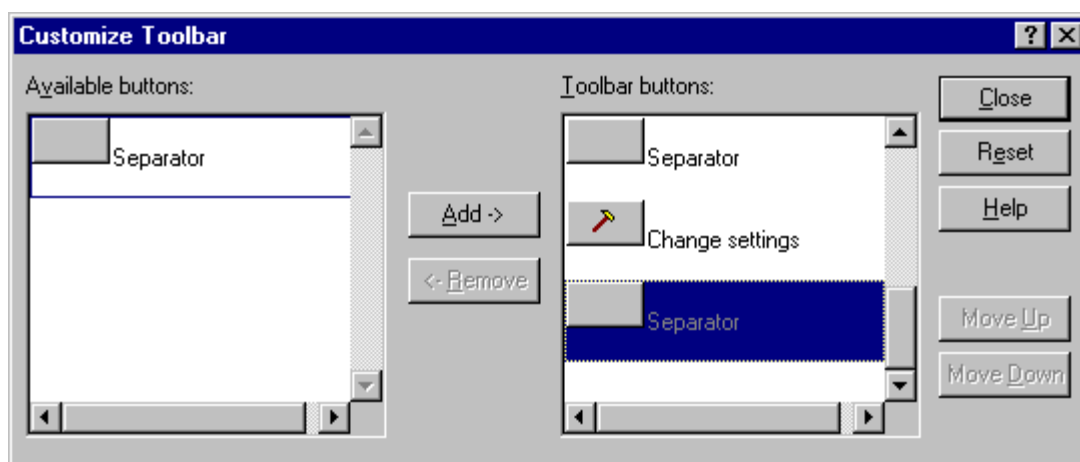 Customize Toolbar
Available buttons:
Separator
Add ->
<- Remove
Toolbar buttons:
Separator
Change settings
Separator
Close
Reset
Help
Move Up
Move Down